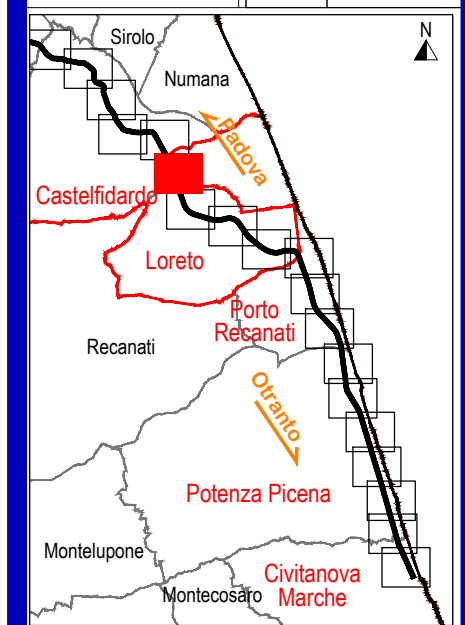 Sirolo
N
Numana
Padova
Castelfidardo
Loreto
Porto
Recanati
Recanati
Otranto
Potenza Picena
Montelupone
Civitanova
Marche
Montecosaro